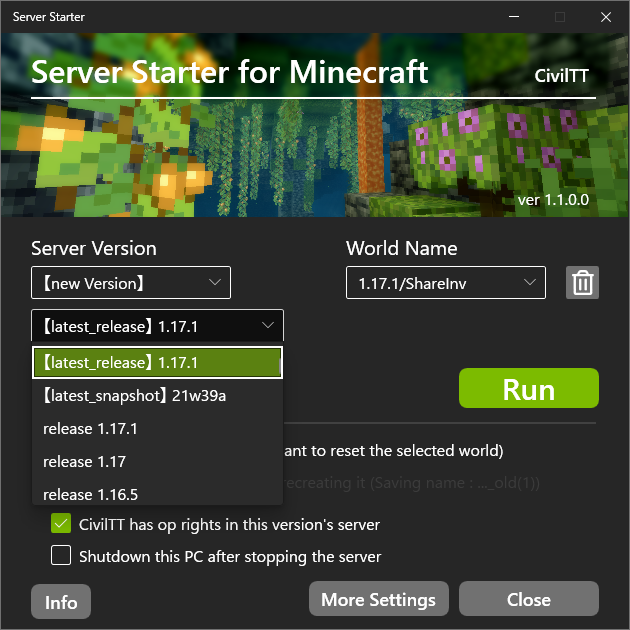 Server Starter
Server Starter for Minecraft
CivilTT
ver 1.1.0.0
Server Version
World Name
【new Version】
1.17.1/ShareInv
【latest_release】 1.17.1
【latest_release】 1.17.1
【latest_snapshot】 21w39a
release 1.17.1
Run
ant to reset the selected world)
release 1.17
recreating it (Saving name : ..._old(1))
release 1.16.5
CivilTT has op rights in this version's server
Shutdown this PC after stopping the server
Info
More Settings
Close